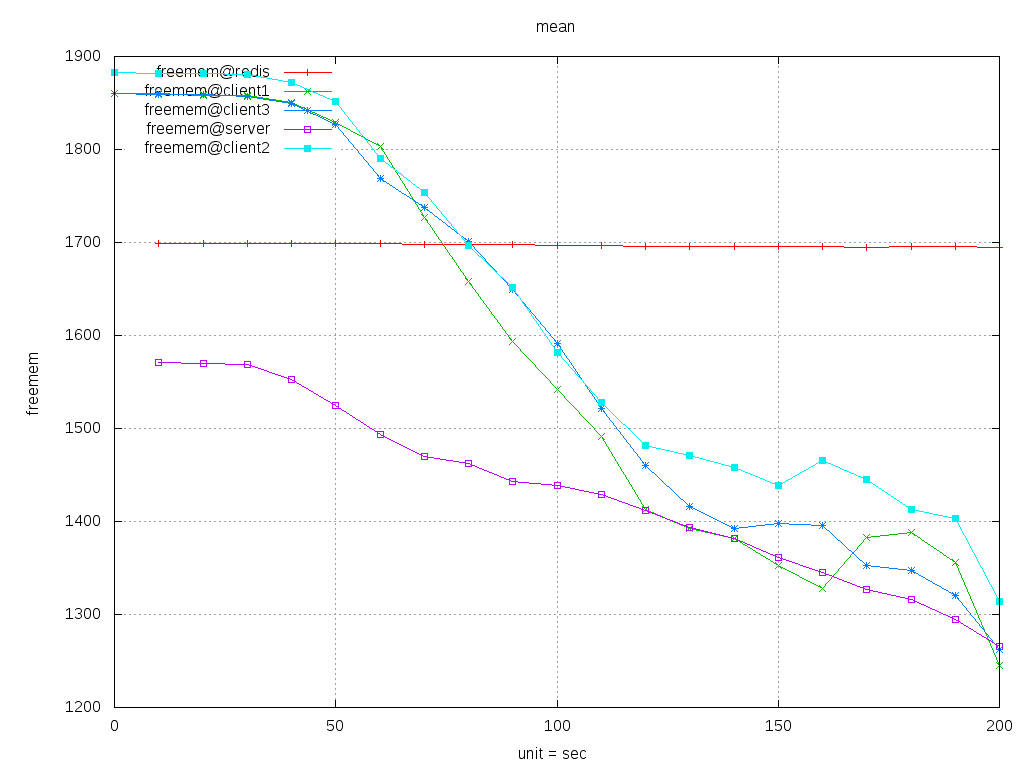 mean
1900
1800
1700
1600
1500
1400
1300
1200
freemem
freemem@redis
freemem@client1
freemem@client3
freemem@server
freemem@client2
0 50 100 150 200
unit = sec